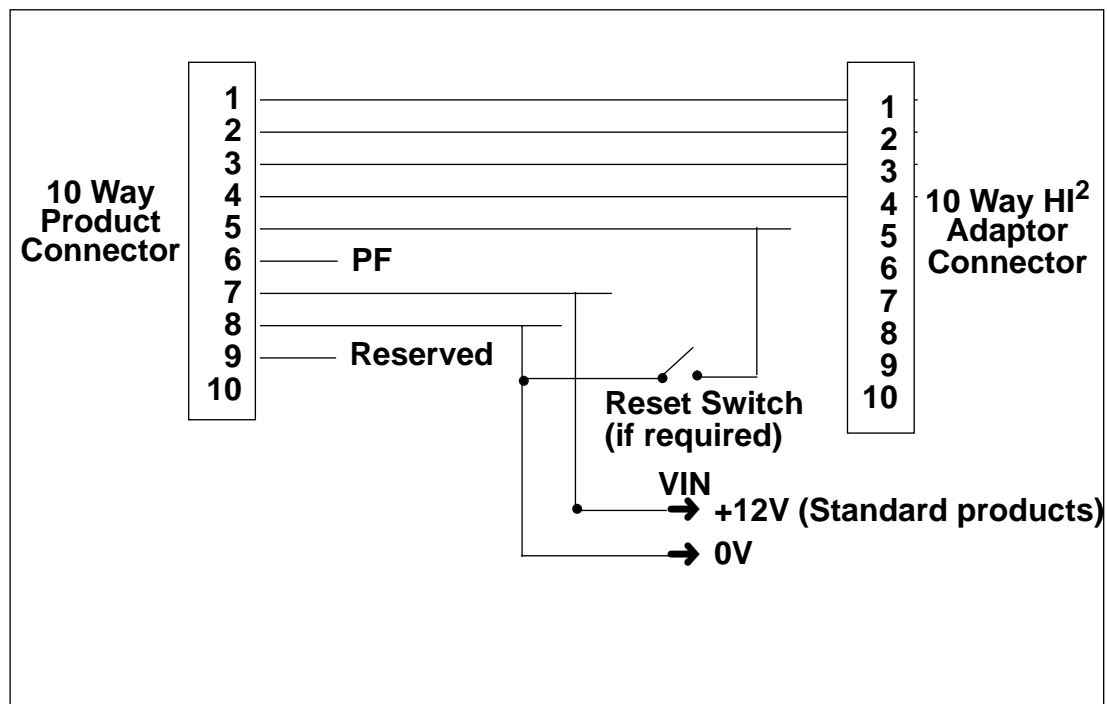 10 Way
Product
Connector
1
2
3
4
5
6
7
8
9
10
PF
Reserved
Reset Switch
(if required)
VIN
+12V (Standard products)
0V
1
2
3
4
5
6
7
8
9
10
10 Way HI²
Adaptor
Connector